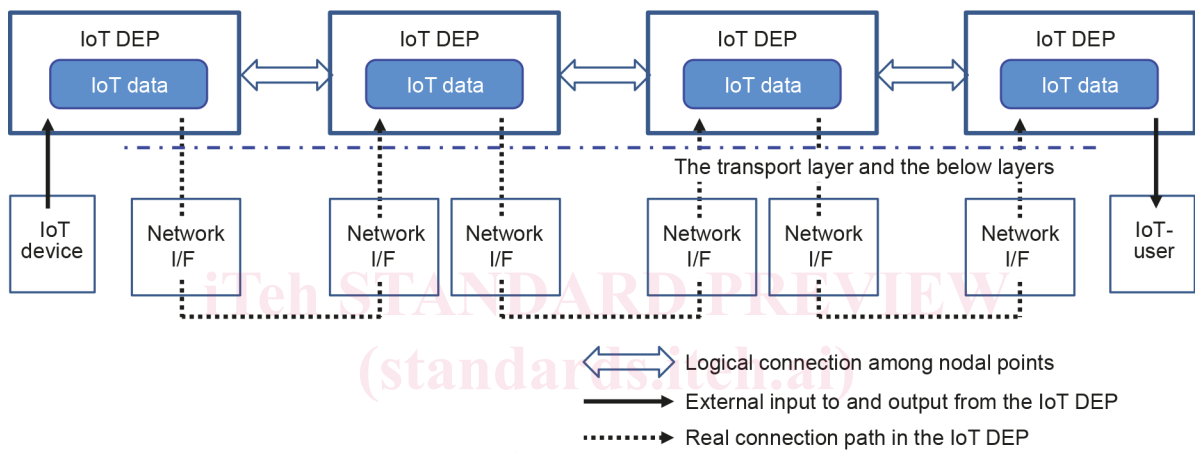 IoT DEP
IoT data
IoT DEP
IoT data
IoT DEP
IoT data
IoT DEP
IoT data
The transport layer and the below layers
IoT
device
Network
I/F
Network
I/F
Network
I/F
Network
I/F
Network
I/F
Network
I/F
IoT-
user
iTeh STANDARD PREVIEW
(standards.iteh.ai)
Logical connection among nodal points
External input to and output from the IoT DEP
Real connection path in the IoT DEP